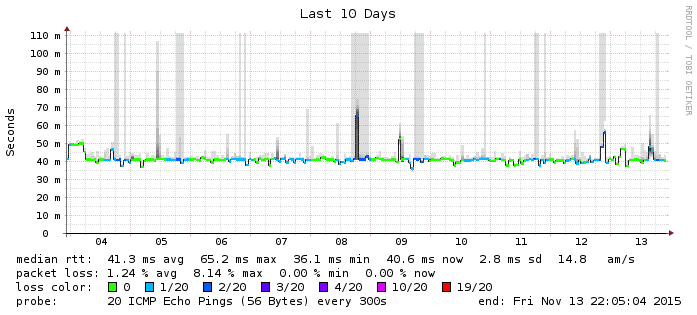 Last 10 Days
RRDTOOL / TOBI OETIKER
Seconds
110 m
100 m
90 m
80 m
70 m
60 m
50 m
40 m
30 m
20 m
10 m
0
04 05 06 07 08 09 10 11 12 13
median rtt: 41.3 ms avg 65.2 ms max 36.1 ms min 40.6 ms now 2.8 ms sd 14.8 am/s
packet loss: 1.24 % avg 8.14 % max 0.00 % min 0.00 % now
loss color: 0 1/20 2/20 3/20 4/20 10/20 19/20
probe: 20 ICMP Echo Pings (56 Bytes) every 300s end: Fri Nov 13 22:05:04 2015